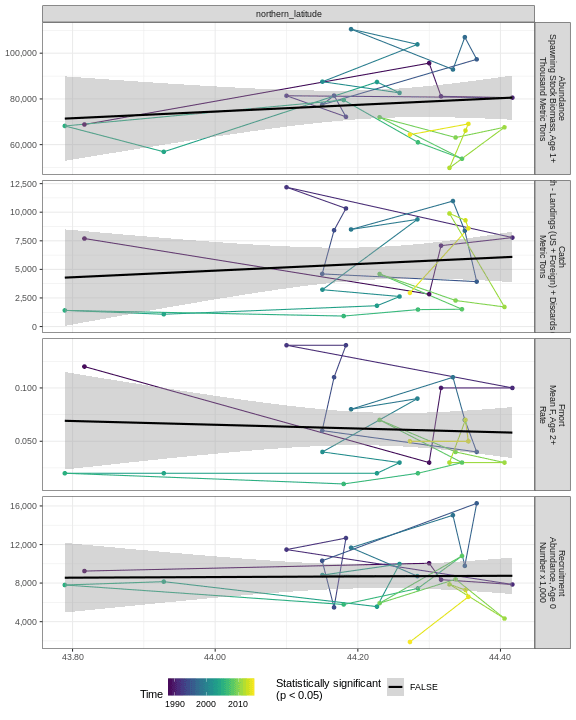 northern_latitude
100,000
80,000
60,000
Abundance
Spawning Stock Biomass, Age 1+
Thousand Metric Tons
12,500
10,000
7,500
5,000
2,500
0
Catch
h - Landings (US + Foreign) + Discards
Metric Tons
0.100
0.050
Fmort
Mean F, Age 2+
Rate
16,000
12,000
8,000
4,000
Recruitment
Abundance, Age 0
Number x 1,000
43.80
44.00
44.20
44.40
Time
1990
2000
2010
Statistically significant
(p < 0.05)
FALSE